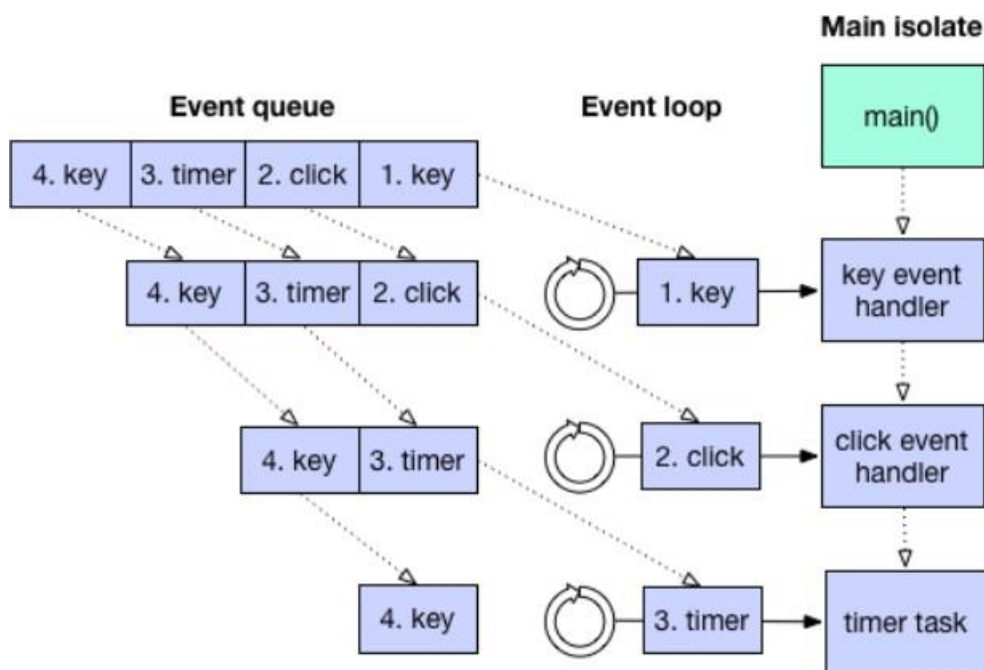 Main isolate
main()
Event queue
Event loop
4. key
3. timer
2. click
1. key
4. key
3. timer
2. click
1. key
key event
handler
4. key
3. timer
2. click
click event
handler
4. key
3. timer
timer task